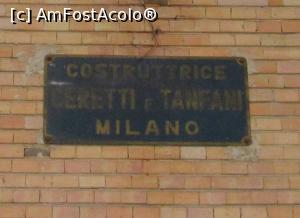 [c] AmFostAcolo®
COSTRUTTRICE
CERETTI E TANFANI
MILANO